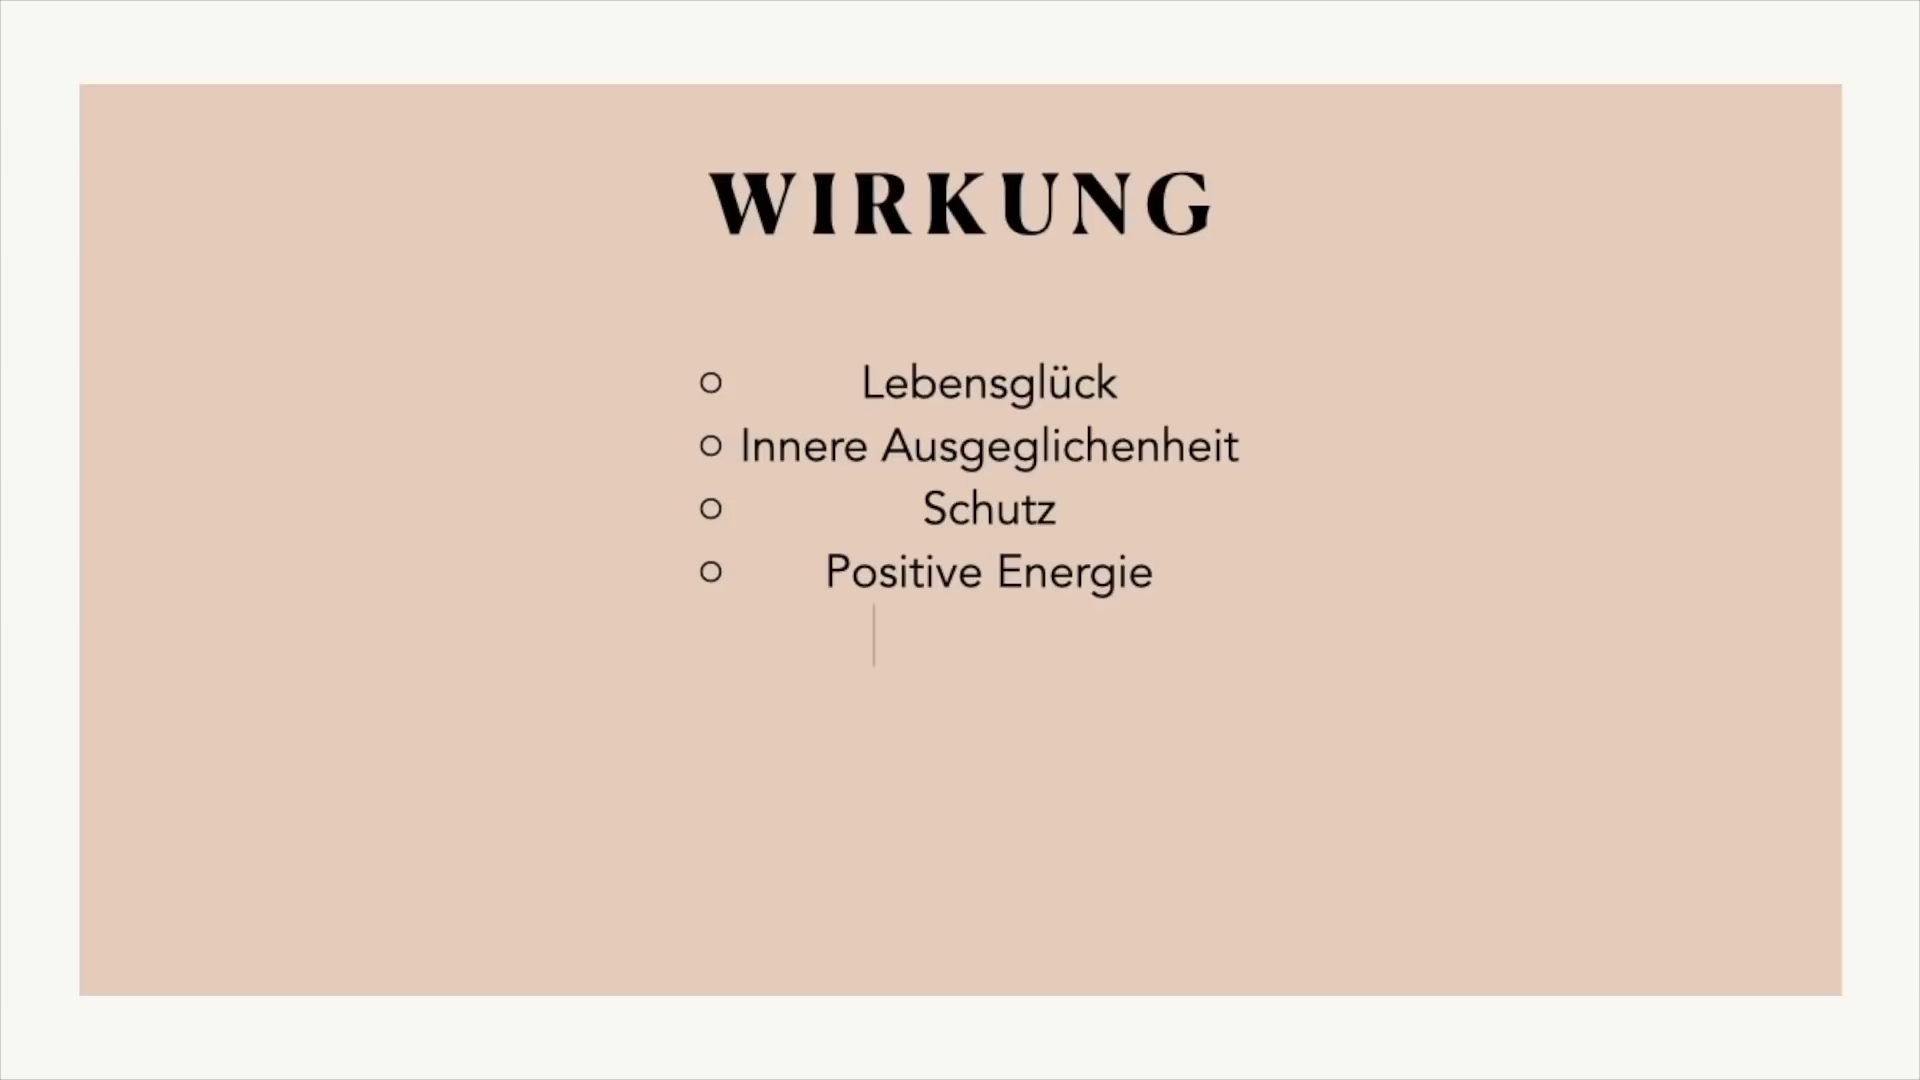 WIRKUNG
Lebensglück
Innere Ausgeglichenheit
Schutz
Positive Energie